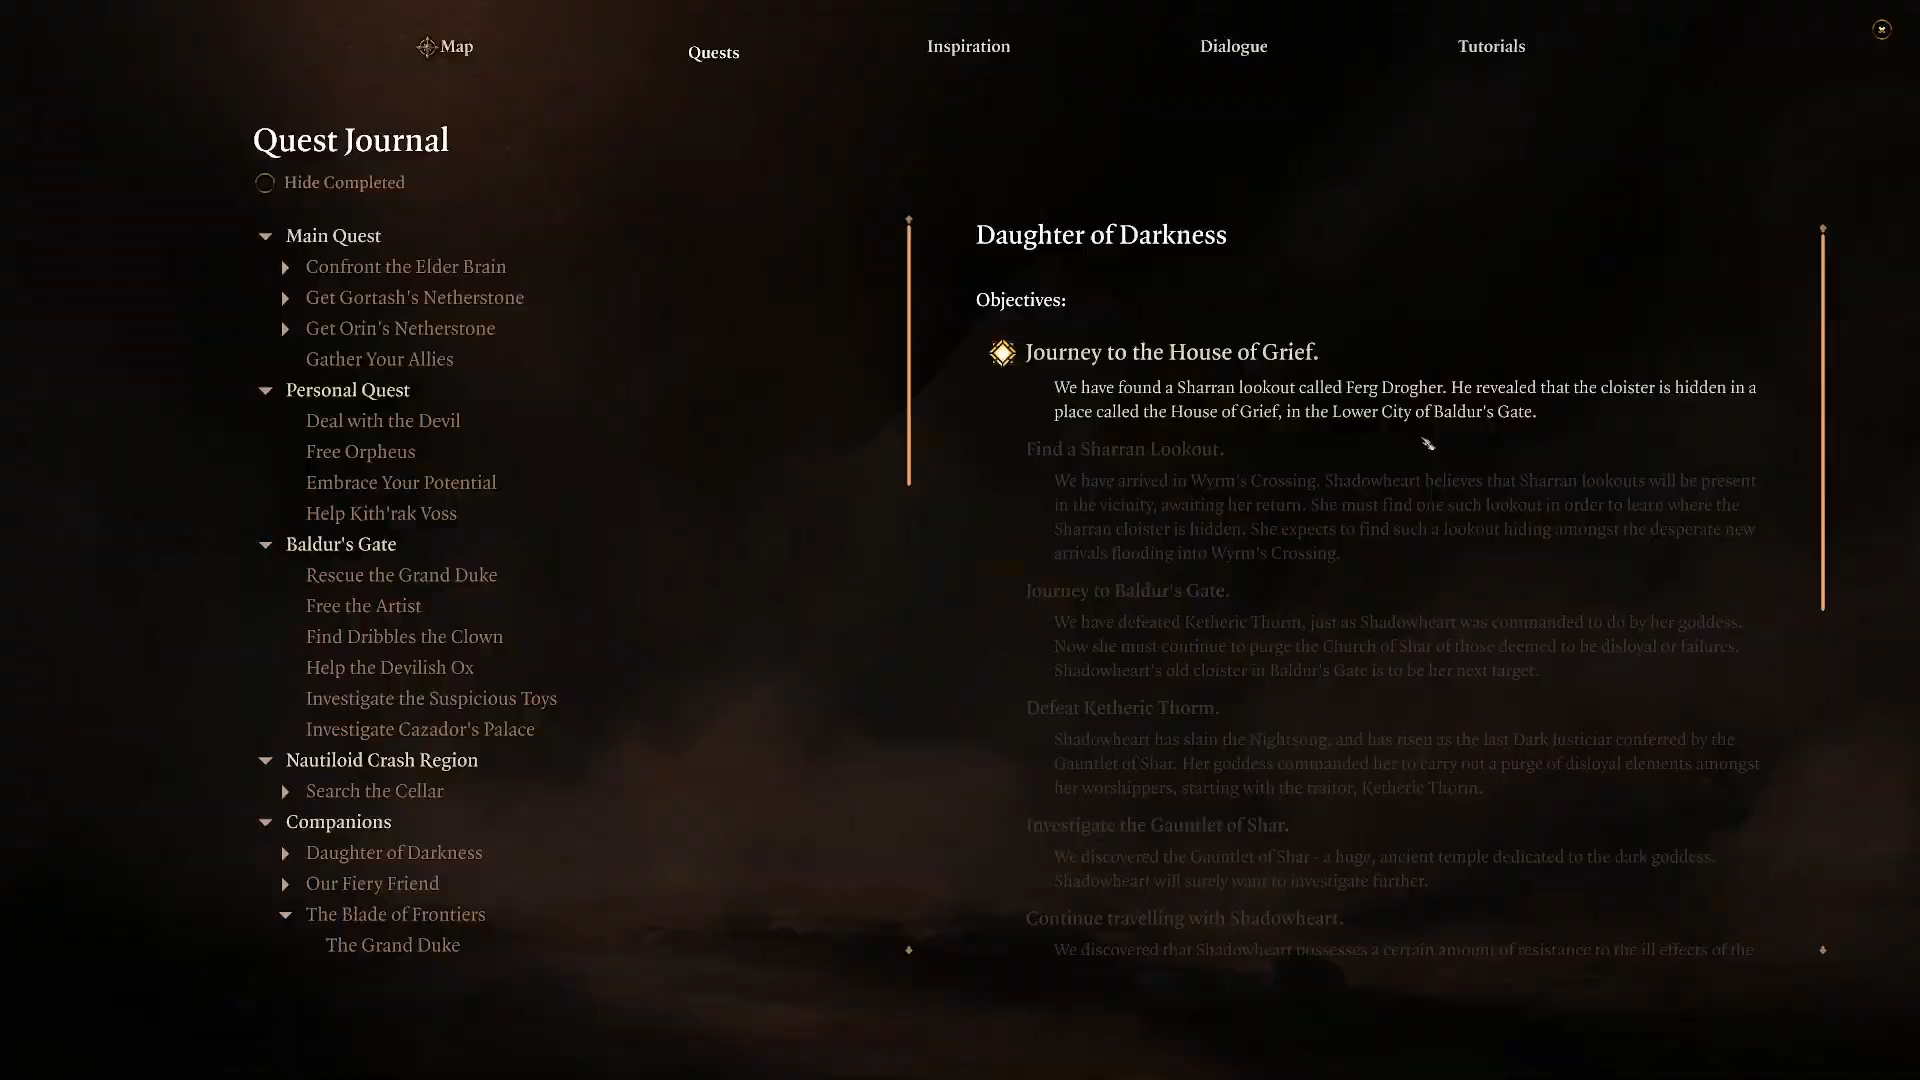 Map
Quests
Inspiration
Dialogue
Tutorials
Quest Journal
Hide Completed
Main Quest
Confront the Elder Brain
Get Gortash's Netherstone
Get Orin's Netherstone
Gather Your Allies
Personal Quest
Deal with the Devil
Free Orpheus
Embrace Your Potential
Help Kith'rak Voss
Baldur's Gate
Rescue the Grand Duke
Free the Artist
Find Dribbles the Clown
Help the Devilish Ox
Investigate the Suspicious Toys
Investigate Cazador's Palace
Nautiloid Crash Region
Search the Cellar
Companions
Daughter of Darkness
Our Fiery Friend
The Blade of Frontiers
The Grand Duke
Daughter of Darkness
Objectives:
Journey to the House of Grief.
We have found a Sharran lookout called Ferg Drogher. He revealed that the cloister is hidden in a
place called the House of Grief, in the Lower City of Baldur's Gate.
Find a Sharran Lookout.
We have arrived in Wyrm's Crossing. Shadowheart believes that Sharran lookouts will be present
in the vicinity, awaiting her return. She must find one such lookout in order to learn where the
Sharran cloister is hidden. She expects to find such a lookout hiding amongst the desperate new
arrivals flooding into Wyrm's Crossing.
Journey to Baldur's Gate.
We have defeated Ketheric Thorm, just as Shadowheart was commanded to do by her goddess.
Now she must continue to purge the Church of Shar of those deemed to be disloyal or failures.
Shadowheart's old cloister in Baldur's Gate is to be her next target.
Defeat Ketheric Thorm.
Shadowheart has slain the Nightsong, and has risen as the last Dark Justiciar conferred by the
Gauntlet of Shar. Her goddess commanded her to carry out a purge of disloyal elements amongst
her worshippers, starting with the traitor, Ketheric Thorm.
Investigate the Gauntlet of Shar.
We discovered the Gauntlet of Shar - a huge, ancient temple dedicated to the dark goddess.
Shadowheart will surely want to investigate further.
Continue travelling with Shadowheart.
We discovered that Shadowheart possesses a certain amount of resistance to the ill effects of the